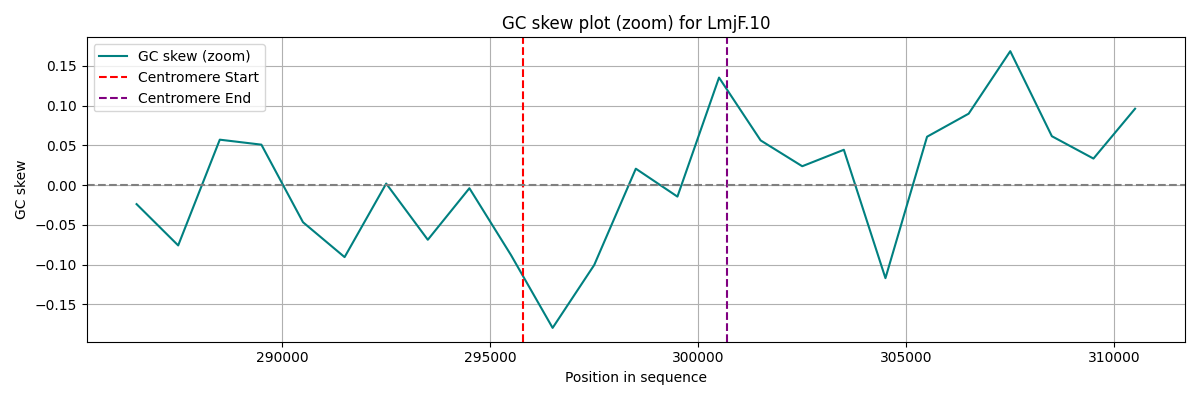 GC skew plot (zoom) for LmjF.10
GC skew (zoom)
Centromere Start
Centromere End
GC skew
0.15
0.10
0.05
0.00
−0.05
−0.10
−0.15
290000
295000
300000
305000
310000
Position in sequence